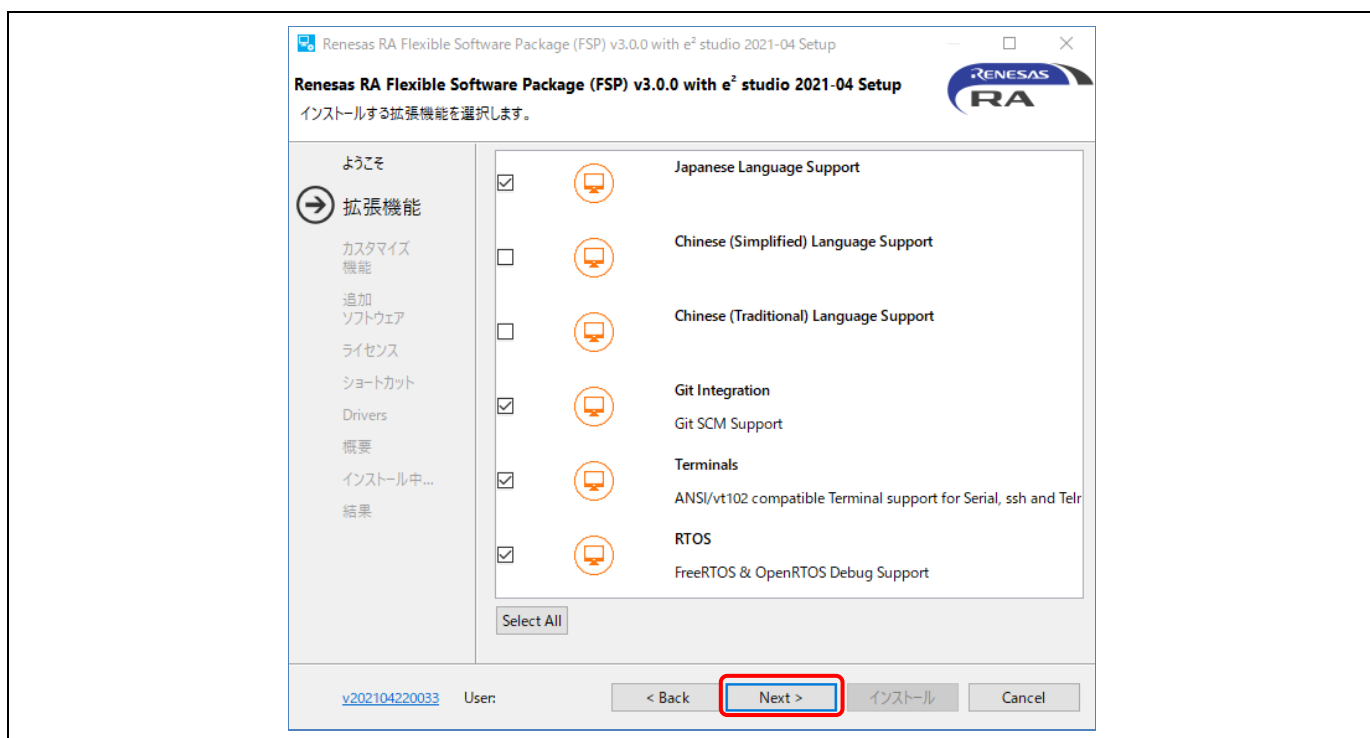 Renesas RA Flexible Software Package (FSP) v3.0.0 with e² studio 2021-04 Setup
Renesas RA Flexible Software Package (FSP) v3.0.0 with e² studio 2021-04 Setup
インストールする拡張機能を選択します。
RENESAS
RA
ようこそ
拡張機能
カスタマイズ
機能
追加
ソフトウェア
ライセンス
ショートカット
Drivers
概要
インストール中...
結果
Japanese Language Support
Chinese (Simplified) Language Support
Chinese (Traditional) Language Support
Git Integration
Git SCM Support
Terminals
ANSI/vt102 compatible Terminal support for Serial, ssh and Telr
RTOS
FreeRTOS & OpenRTOS Debug Support
Select All
v202104220033 User:
< Back
Next >
インストール
Cancel